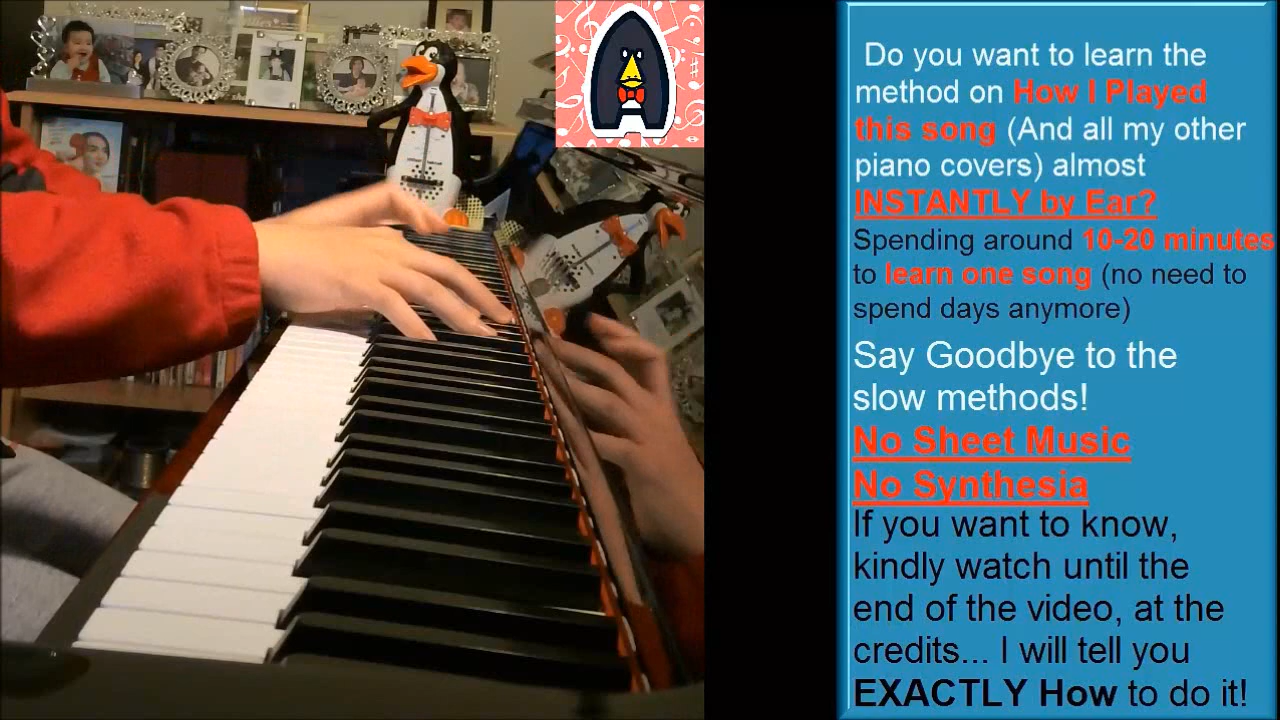 Do you want to learn the
method on How I Played
this song (And all my other
piano covers) almost
INSTANTLY by Ear?
Spending around 10-20 minutes
to learn one song (no need to
spend days anymore)
Say Goodbye to the
slow methods!
No Sheet Music
No Synthesia
If you want to know,
kindly watch until the
end of the video, at the
credits... I will tell you
EXACTLY How to do it!